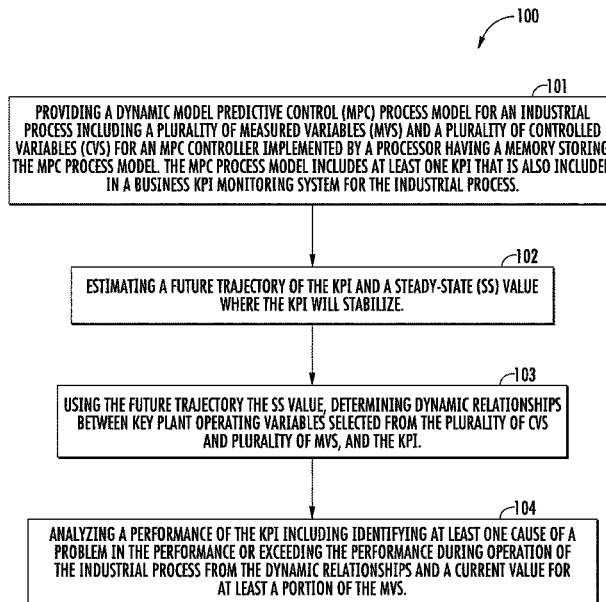 100
101
PROVIDING A DYNAMIC MODEL PREDICTIVE CONTROL (MPC) PROCESS MODEL FOR AN INDUSTRIAL
PROCESS INCLUDING A PLURALITY OF MEASURED VARIABLES (MVS) AND A PLURALITY OF CONTROLLED
VARIABLES (CVS) FOR AN MPC CONTROLLER IMPLEMENTED BY A PROCESSOR HAVING A MEMORY STORING
THE MPC PROCESS MODEL. THE MPC PROCESS MODEL INCLUDES AT LEAST ONE KPI THAT IS ALSO INCLUDED
IN A BUSINESS KPI MONITORING SYSTEM FOR THE INDUSTRIAL PROCESS.
102
ESTIMATING A FUTURE TRAJECTORY OF THE KPI AND A STEADY-STATE (SS) VALUE
WHERE THE KPI WILL STABILIZE.
103
USING THE FUTURE TRAJECTORY THE SS VALUE, DETERMINING DYNAMIC RELATIONSHIPS
BETWEEN KEY PLANT OPERATING VARIABLES SELECTED FROM THE PLURALITY OF CVS
AND PLURALITY OF MVS, AND THE KPI.
104
ANALYZING A PERFORMANCE OF THE KPI INCLUDING IDENTIFYING AT LEAST ONE CAUSE OF A
PROBLEM IN THE PERFORMANCE OR EXCEEDING THE PERFORMANCE DURING OPERATION OF
THE INDUSTRIAL PROCESS FROM THE DYNAMIC RELATIONSHIPS AND A CURRENT VALUE FOR
AT LEAST A PORTION OF THE MVS.